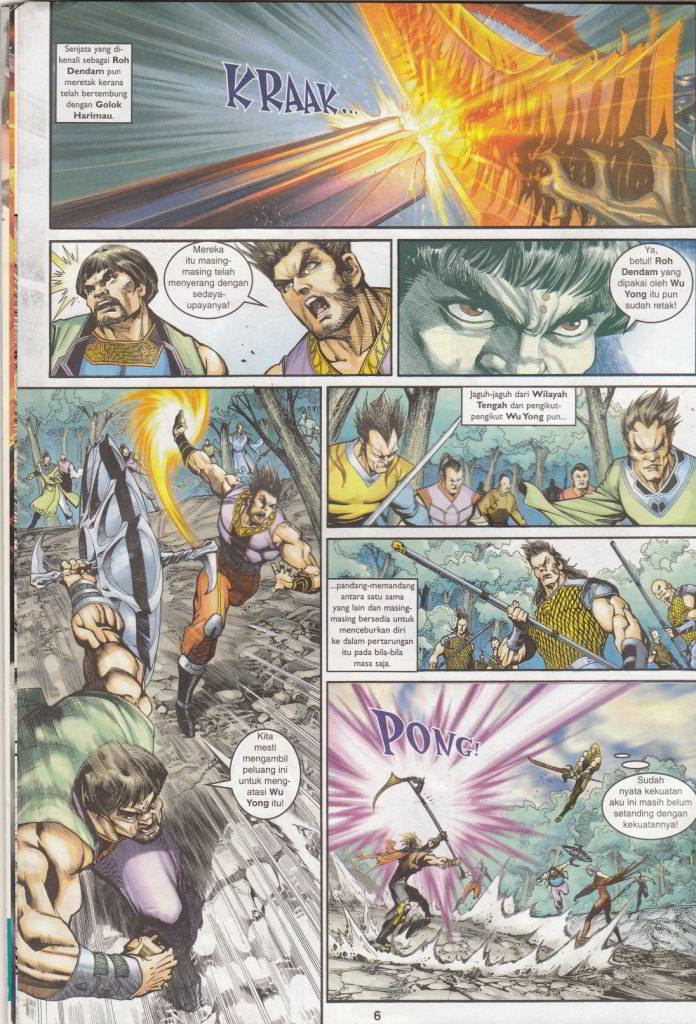 Senjata yang di-
kenali sebagai Roh
Dendam pun
meretak kerana
telah bertembung
dengan Golok
Harimau.
KRAAK...
Mereka
itu masing-
masing telah
menyerang dengan
sedaya-
upayanya!
Ya,
betul! Roh
Dendam yang
dipakai oleh Wu
Yong itu pun
sudah retak!
Kita
mesti
mengambil
peluang ini
untuk meng-
atasi Wu
Yong itu!
Jaguh-jaguh dari Wilayah
Tengah dan pengikut-
pengikut Wu Yong pun...
...pandang-memandang
antara satu sama
yang lain dan masing-
masing bersedia untuk
menceburkan diri
ke dalam pertarungan
itu pada bila-bila
masa saja.
PONG!
Sudah
nyata kekuatan
aku ini masih belum
setanding dengan
kekuatannya!
6